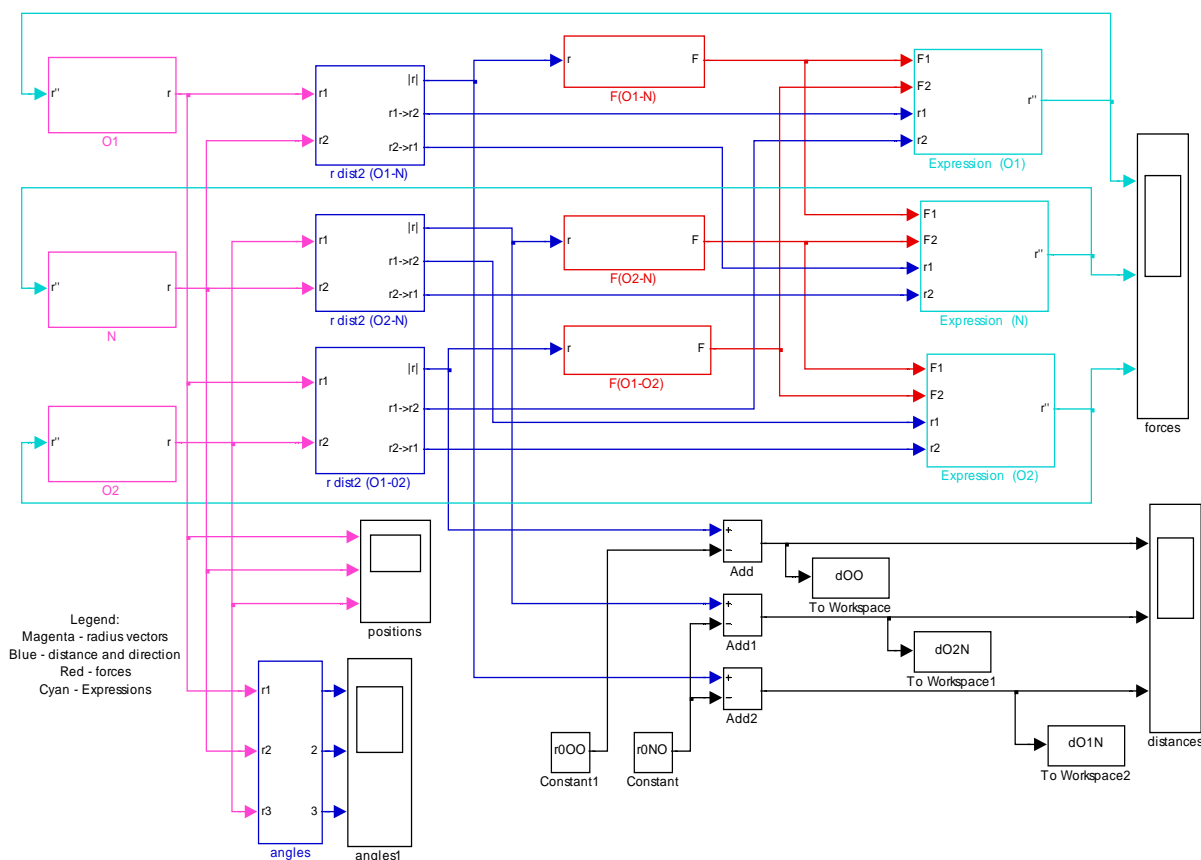 r''
r
O1
r1
r2
|r|
r1->r2
r2->r1
r dist2 (O1-N)
r
F
F(O1-N)
F1
F2
r1
r2
r''
Expression (O1)
r''
r
N
r1
r2
|r|
r1->r2
r2->r1
r dist2 (O2-N)
r
F
F(O2-N)
F1
F2
r1
r2
r''
Expression (N)
r''
r
O2
r1
r2
|r|
r1->r2
r2->r1
r dist2 (O1-02)
r
F
F(O1-O2)
F1
F2
r1
r2
r''
Expression (O2)
forces
positions
Legend:
Magenta - radius vectors
Blue - distance and direction
Red - forces
Cyan - Expressions
r1
r2
r3
2
3
angles
angles1
+
−
Add
dOO
To Workspace
+
−
Add1
dO2N
To Workspace1
+
−
Add2
dO1N
To Workspace2
r0OO
Constant1
r0NO
Constant
distances